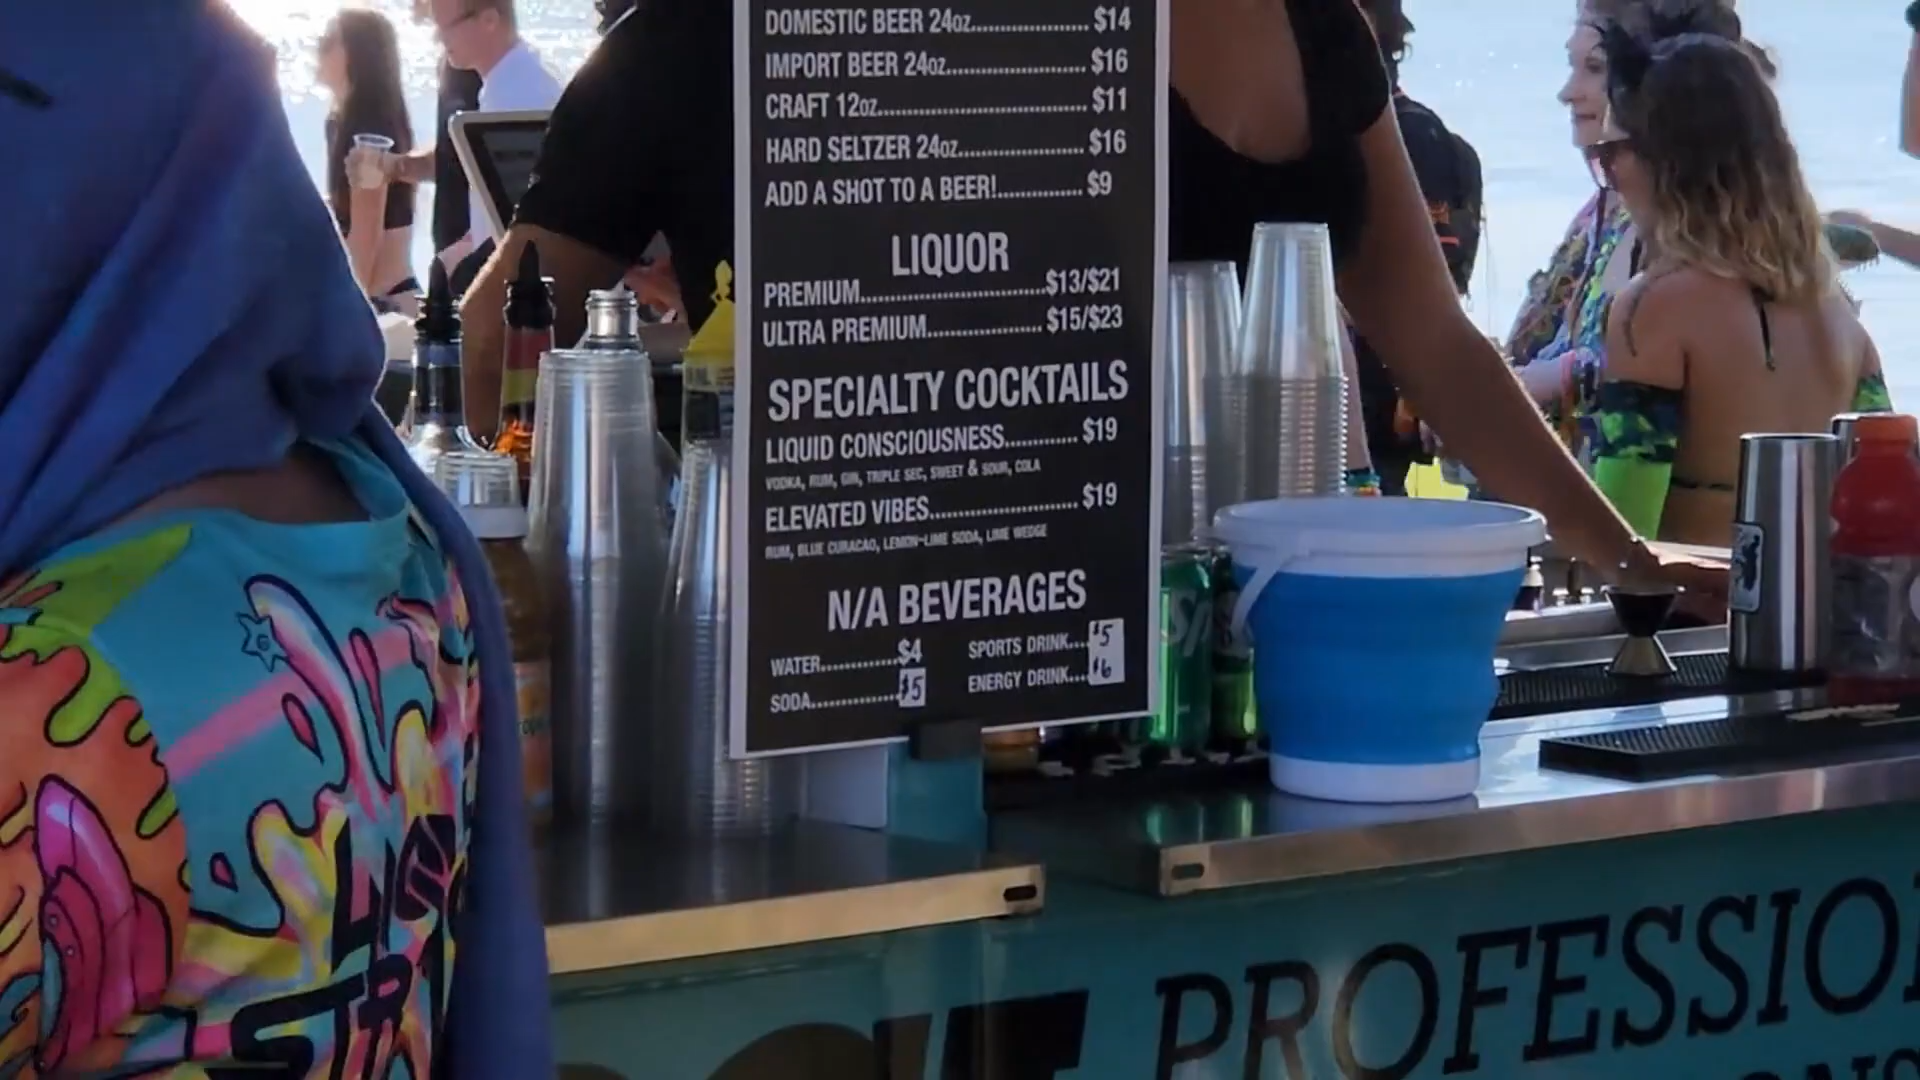 DOMESTIC BEER 24oz..................... $14
IMPORT BEER 24oz......................... $16
CRAFT 12oz..................................... $11
HARD SELTZER 24oz...................... $16
ADD A SHOT TO A BEER!.............. $9
LIQUOR
PREMIUM.................................$13/$21
ULTRA PREMIUM.................... $15/$23
SPECIALTY COCKTAILS
LIQUID CONSCIOUSNESS............ $19
VODKA, RUM, GIN, TRIPLE SEC, SWEET & SOUR, COLA
ELEVATED VIBES......................... $19
RUM, BLUE CURACAO, LEMON-LIME SODA, LIME WEDGE
N/A BEVERAGES
WATER.............$4
SPORTS DRINK....$5
SODA...............$5
ENERGY DRINK....$6
PROFESSIO